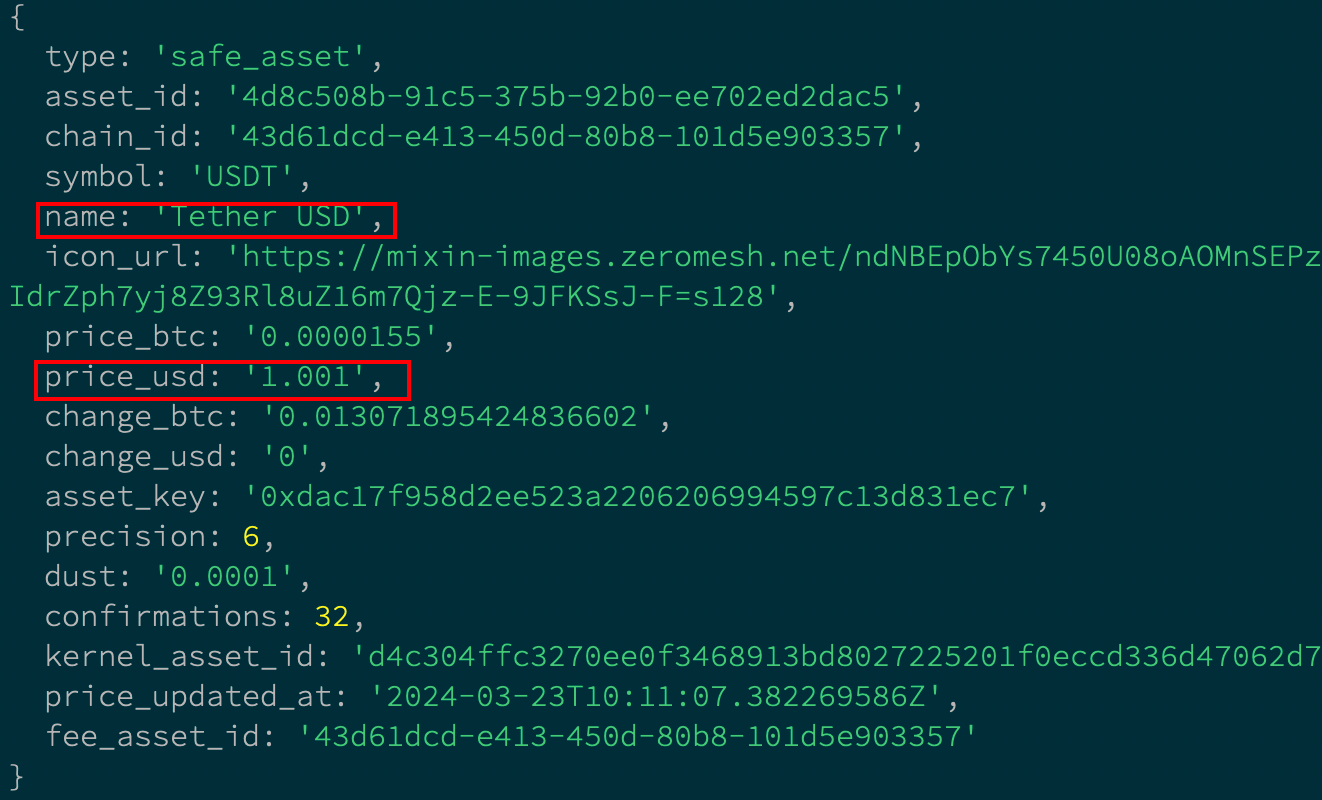 {
  type: 'safe_asset',
  asset_id: '4d8c508b-91c5-375b-92b0-ee702ed2dac5',
  chain_id: '43d61dcd-e413-450d-80b8-101d5e903357',
  symbol: 'USDT',
  name: 'Tether USD',
  icon_url: 'https://mixin-images.zeromesh.net/ndNBEpObYs7450U08oAOMnSEPz
IdrZph7yj8Z93Rl8uZ16m7Qjz-E-9JFKSsJ-F=s128',
  price_btc: '0.0000155',
  price_usd: '1.001',
  change_btc: '0.013071895424836602',
  change_usd: '0',
  asset_key: '0xdac17f958d2ee523a2206206994597c13d831ec7',
  precision: 6,
  dust: '0.0001',
  confirmations: 32,
  kernel_asset_id: 'd4c304ffc3270ee0f3468913bd8027225201f0eccd336d47062d7
  price_updated_at: '2024-03-23T10:11:07.382269586Z',
  fee_asset_id: '43d61dcd-e413-450d-80b8-101d5e903357'
}